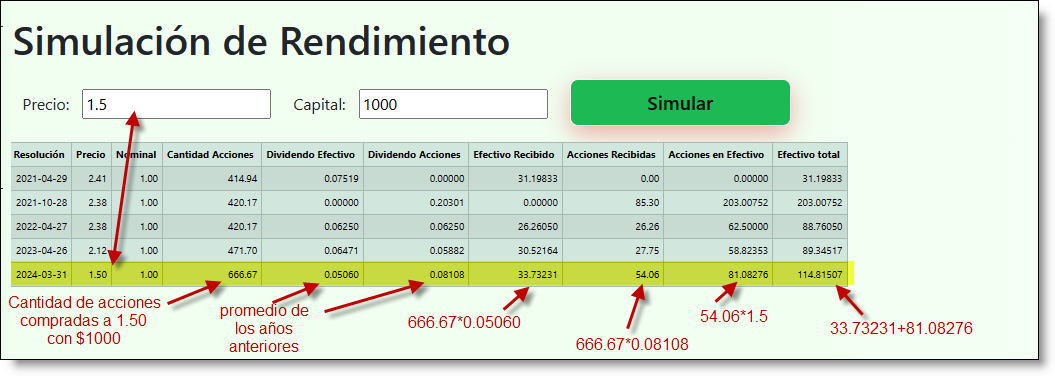 Simulación de Rendimiento
Precio: 1.5 Capital: 1000 Simular
Resolución Precio Nominal Cantidad Acciones Dividendo Efectivo Dividendo Acciones Efectivo Recibido Acciones Recibidas Acciones en Efectivo Efectivo total
2021-04-29 2.41 1.00 414.94 0.07519 0.00000 31.19833 0.00 0.00000 31.19833
2021-10-28 2.38 1.00 420.17 0.00000 0.20301 0.00000 85.30 203.00752 203.00752
2022-04-27 2.38 1.00 420.17 0.06250 0.06250 26.26050 26.26 62.50000 88.76050
2023-04-26 2.12 1.00 471.70 0.06471 0.05882 30.52164 27.75 58.82353 89.34517
2024-03-31 1.50 1.00 666.67 0.05060 0.08108 33.73231 54.06 81.08276 114.81507
Cantidad de acciones
compradas a 1.50
con $1000
promedio de
los años
anteriores
666.67*0.05060
666.67*0.08108
54.06*1.5
33.73231+81.08276